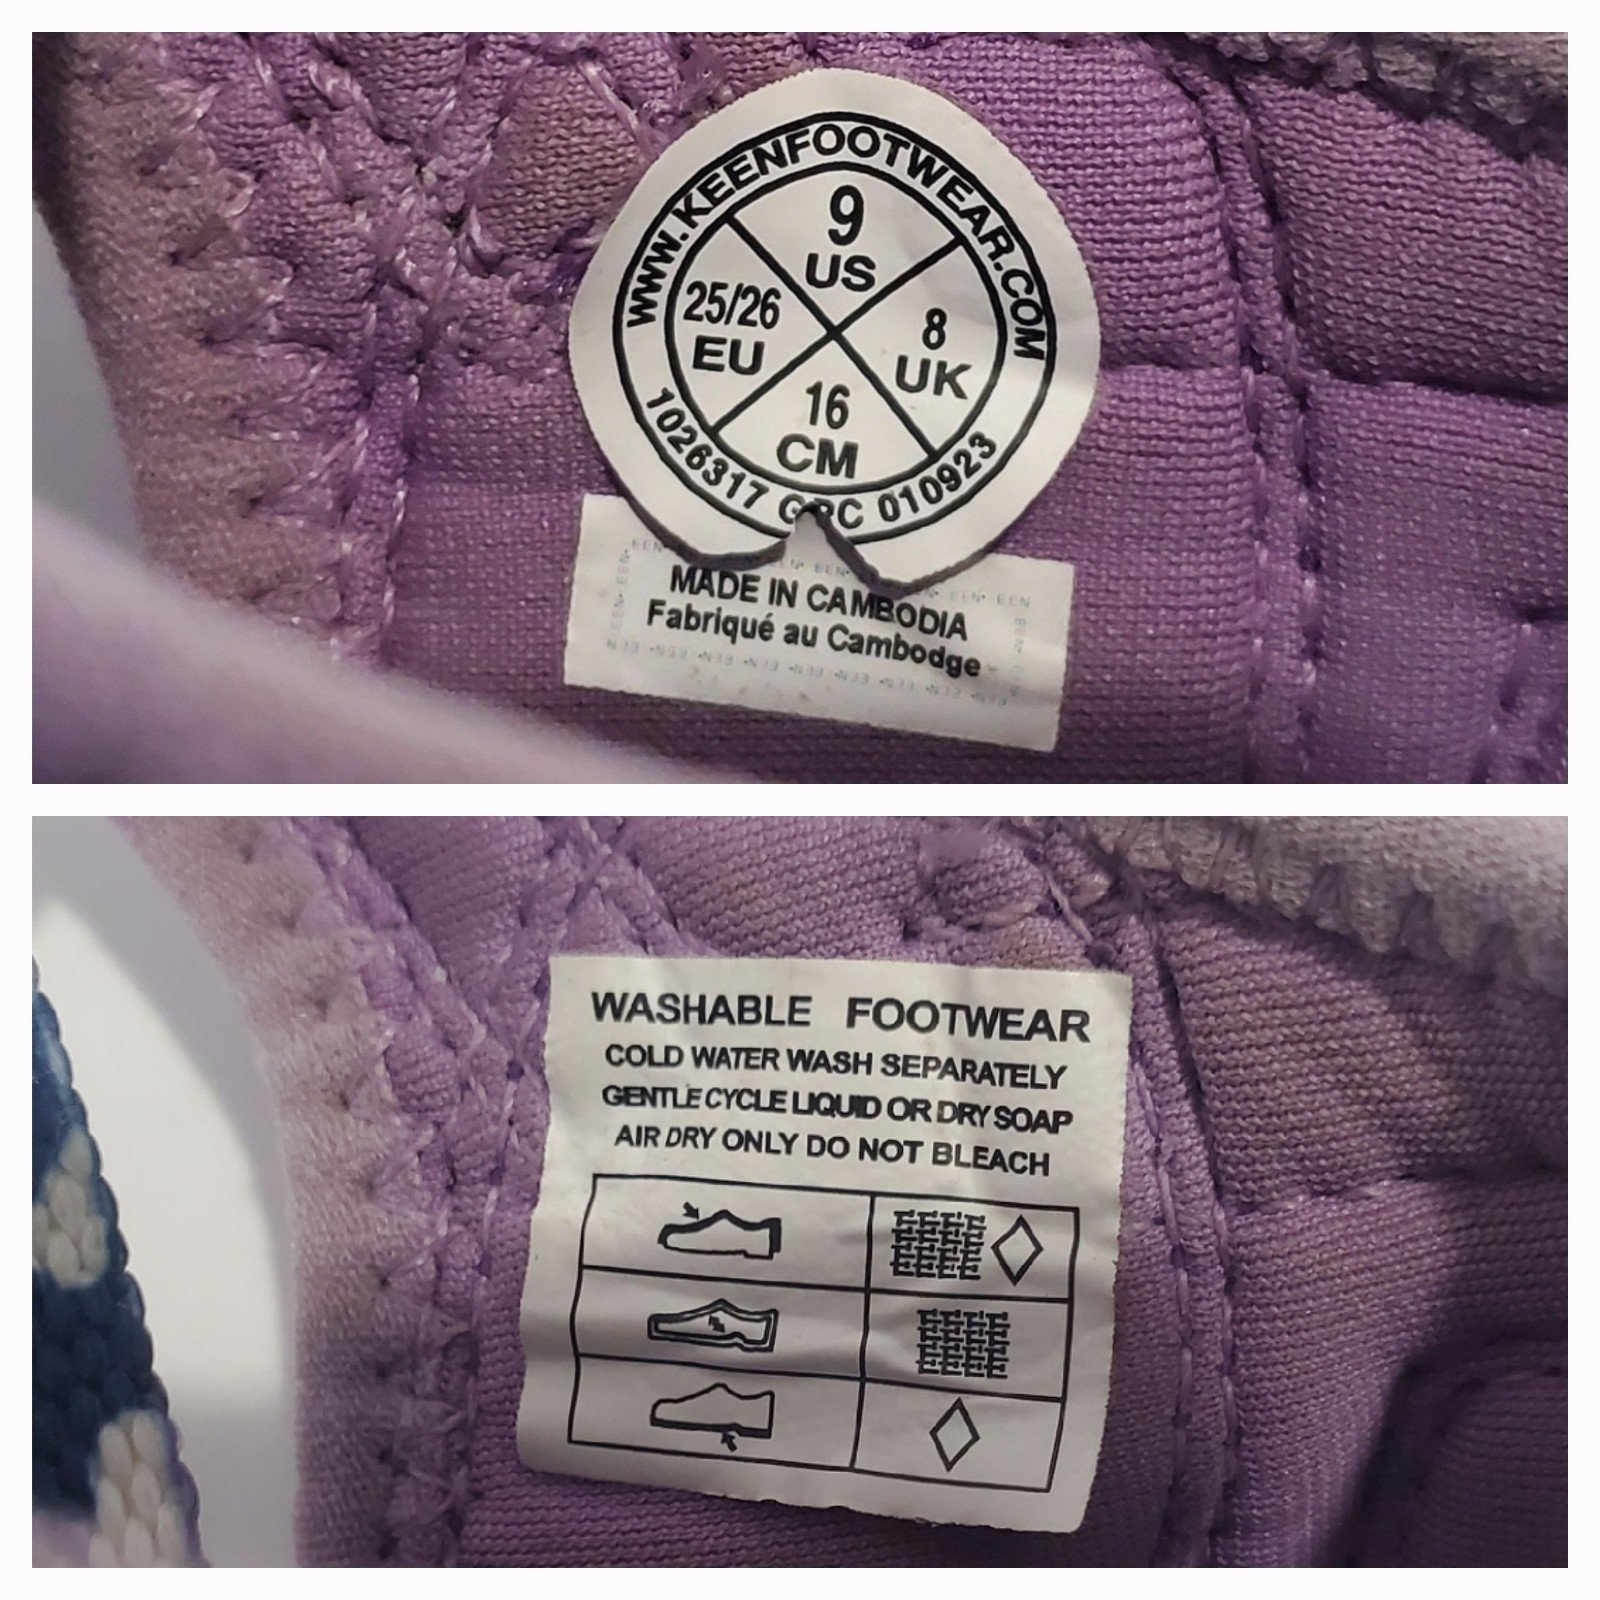 WWW.KEENFOOTWEAR.COM
9
US
25/26
EU
8
UK
16
CM
1026317 010923
MADE IN CAMBODIA
Fabriqué au Cambodge
WASHABLE FOOTWEAR
COLD WATER WASH SEPARATELY
GENTLE CYCLE LIQUID OR DRY SOAP
AIR DRY ONLY DO NOT BLEACH